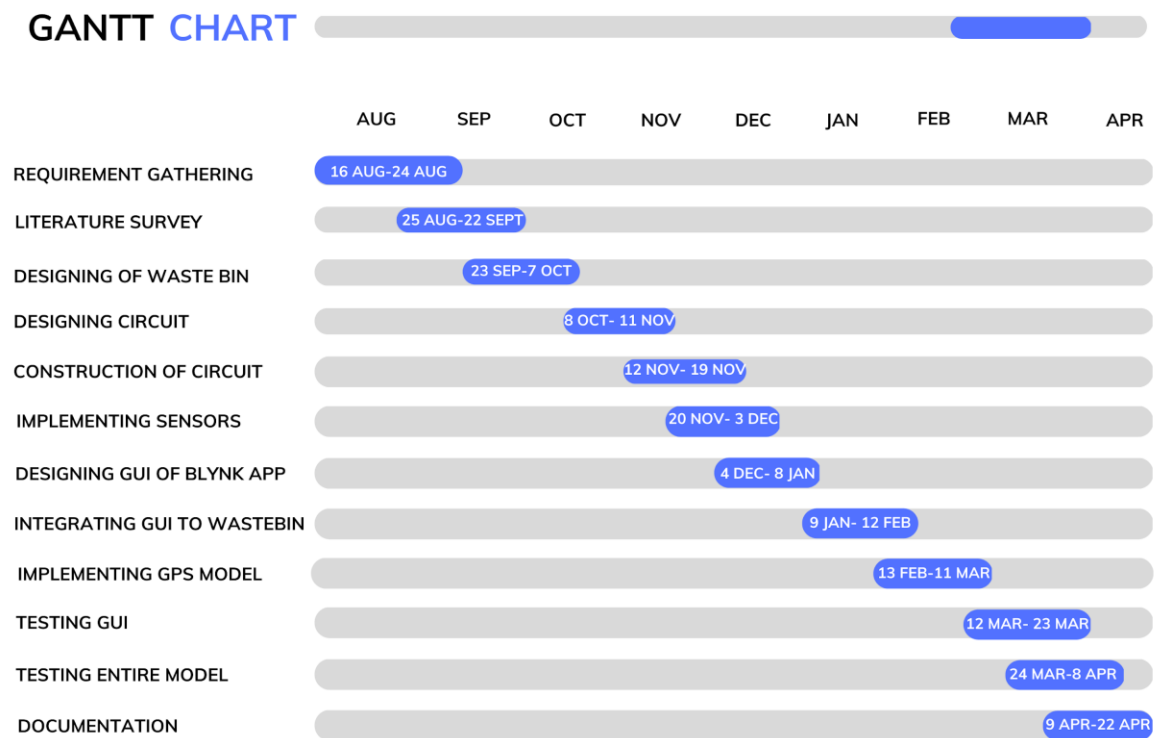 GANTT CHART
AUG SEP OCT NOV DEC JAN FEB MAR APR
REQUIREMENT GATHERING 16 AUG-24 AUG
LITERATURE SURVEY 25 AUG-22 SEPT
DESIGNING OF WASTE BIN 23 SEP-7 OCT
DESIGNING CIRCUIT 8 OCT- 11 NOV
CONSTRUCTION OF CIRCUIT 12 NOV- 19 NOV
IMPLEMENTING SENSORS 20 NOV- 3 DEC
DESIGNING GUI OF BLYNK APP 4 DEC- 8 JAN
INTEGRATING GUI TO WASTEBIN 9 JAN- 12 FEB
IMPLEMENTING GPS MODEL 13 FEB-11 MAR
TESTING GUI 12 MAR- 23 MAR
TESTING ENTIRE MODEL 24 MAR-8 APR
DOCUMENTATION 9 APR-22 APR